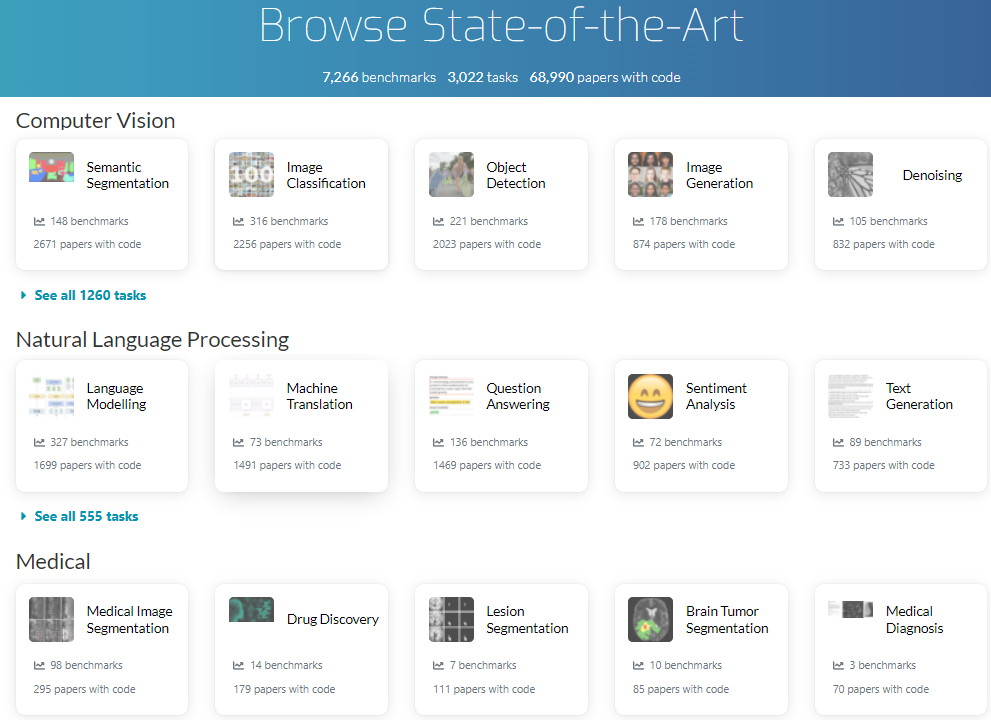 Browse State-of-the-Art
7,266 benchmarks 3,022 tasks 68,990 papers with code
Computer Vision
Semantic
Segmentation
148 benchmarks
2671 papers with code
100
Image
Classification
316 benchmarks
2256 papers with code
Object
Detection
221 benchmarks
2023 papers with code
Image
Generation
178 benchmarks
874 papers with code
Denoising
105 benchmarks
832 papers with code
See all 1260 tasks
Natural Language Processing
Language
Modelling
327 benchmarks
1699 papers with code
Machine
Translation
73 benchmarks
1491 papers with code
Question
Answering
136 benchmarks
1469 papers with code
Sentiment
Analysis
72 benchmarks
902 papers with code
Text
Generation
89 benchmarks
733 papers with code
See all 555 tasks
Medical
Medical Image
Segmentation
98 benchmarks
295 papers with code
Drug Discovery
14 benchmarks
179 papers with code
Lesion
Segmentation
7 benchmarks
111 papers with code
Brain Tumor
Segmentation
10 benchmarks
85 papers with code
Medical
Diagnosis
3 benchmarks
70 papers with code